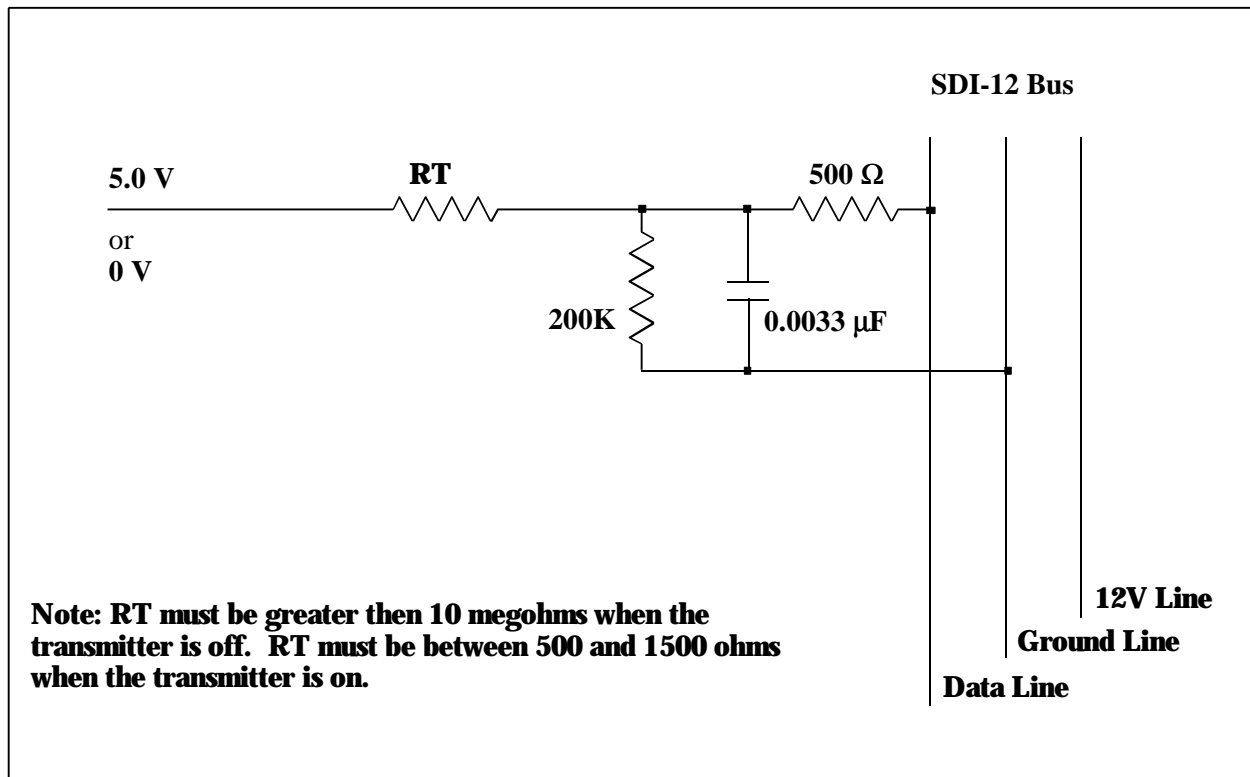 SDI-12 Bus
5.0 V
RT
500 Ω
or
0 V
200K
0.0033 μF
12V Line
Note: RT must be greater then 10 megohms when the
transmitter is off. RT must be between 500 and 1500 ohms
when the transmitter is on.
Ground Line
Data Line